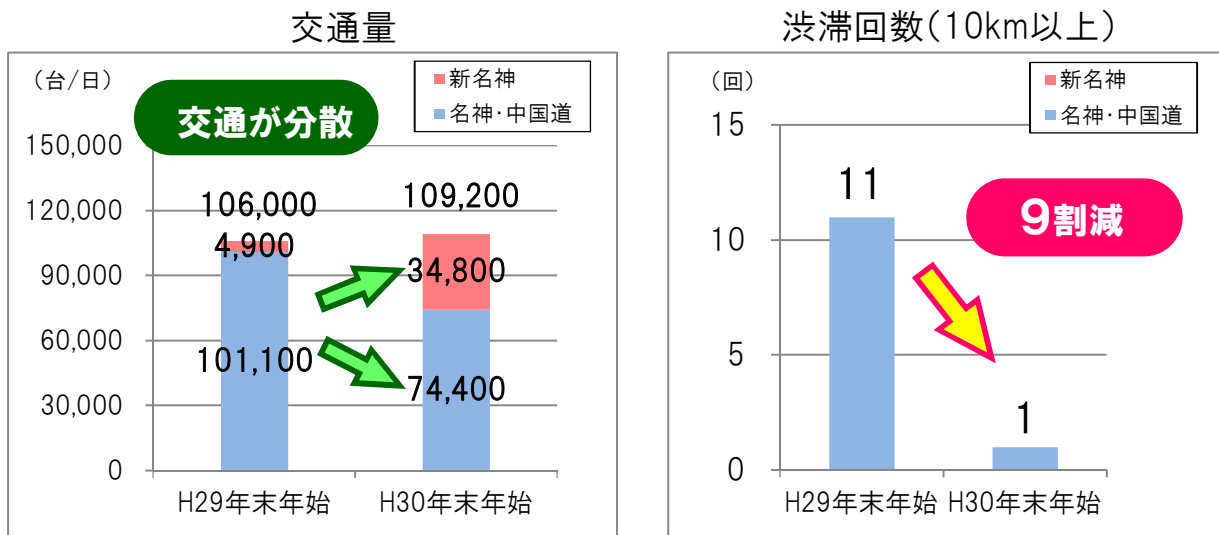 交通量
(台/日)
新名神
名神・中国道
交通が分散
150,000
120,000
90,000
60,000
30,000
0
106,000
4,900
101,100
109,200
34,800
74,400
H29年末年始
H30年末年始
渋滞回数(10km以上)
(回)
新名神
名神・中国道
15
10
5
0
11
9割減
1
H29年末年始
H30年末年始